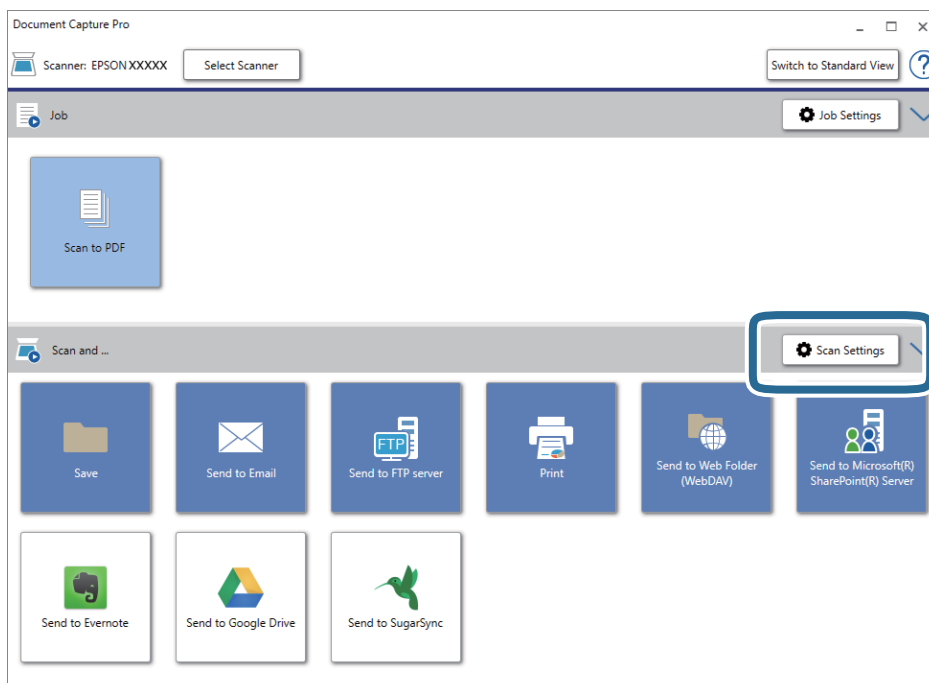 Document Capture Pro
Scanner: EPSON XXXXX
Select Scanner
Switch to Standard View
?
Job
Job Settings
Scan to PDF
Scan and ...
Scan Settings
Save
Send to Email
FTP
Send to FTP server
Print
Send to Web Folder
(WebDAV)
Send to Microsoft(R)
SharePoint(R) Server
Send to Evernote
Send to Google Drive
Send to SugarSync